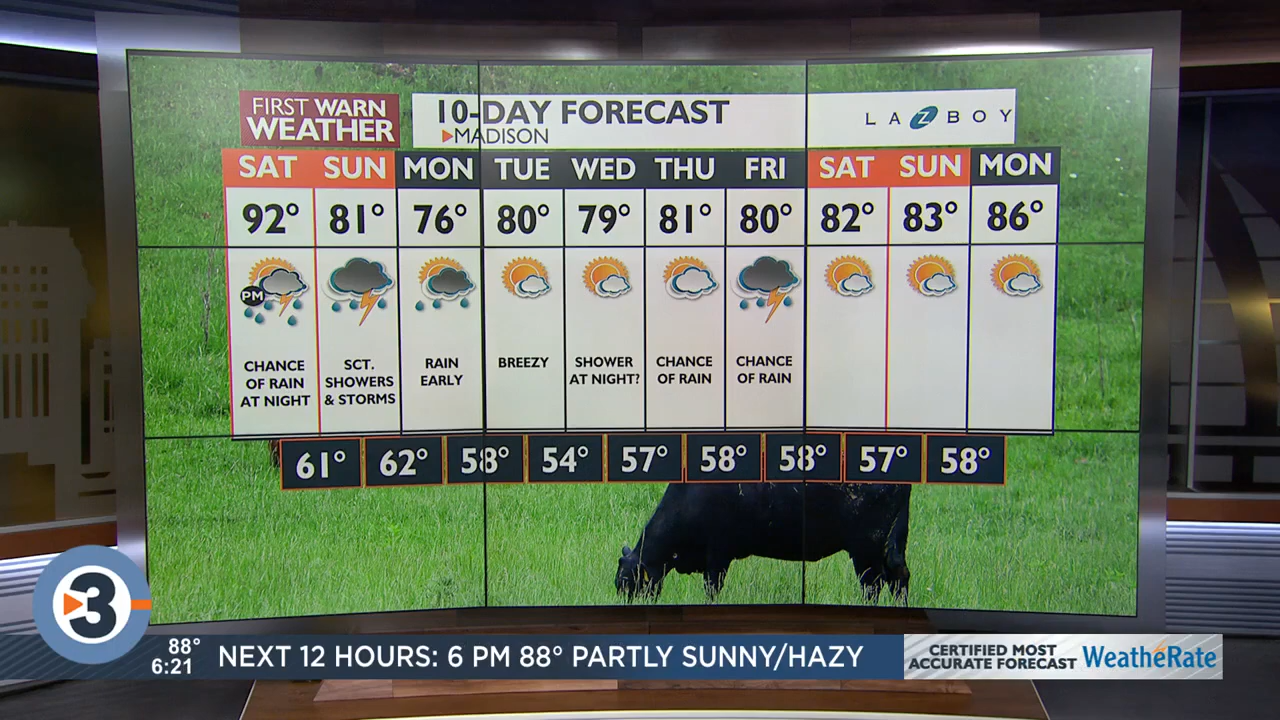 FIRST WARN
WEATHER
10-DAY FORECAST
MADISON
LA Z BOY
SAT SUN MON TUE WED THU FRI SAT SUN MON
92° 81° 76° 80° 79° 81° 80° 82° 83° 86°
PM
CHANCE
OF RAIN
AT NIGHT
SCT.
SHOWERS
& STORMS
RAIN
EARLY
BREEZY
SHOWER
AT NIGHT?
CHANCE
OF RAIN
CHANCE
OF RAIN
61° 62° 58° 54° 57° 58° 58° 57° 58°
3
88°
6:21
NEXT 12 HOURS: 6 PM 88° PARTLY SUNNY/HAZY
CERTIFIED MOST
ACCURATE FORECAST
WeatheRate